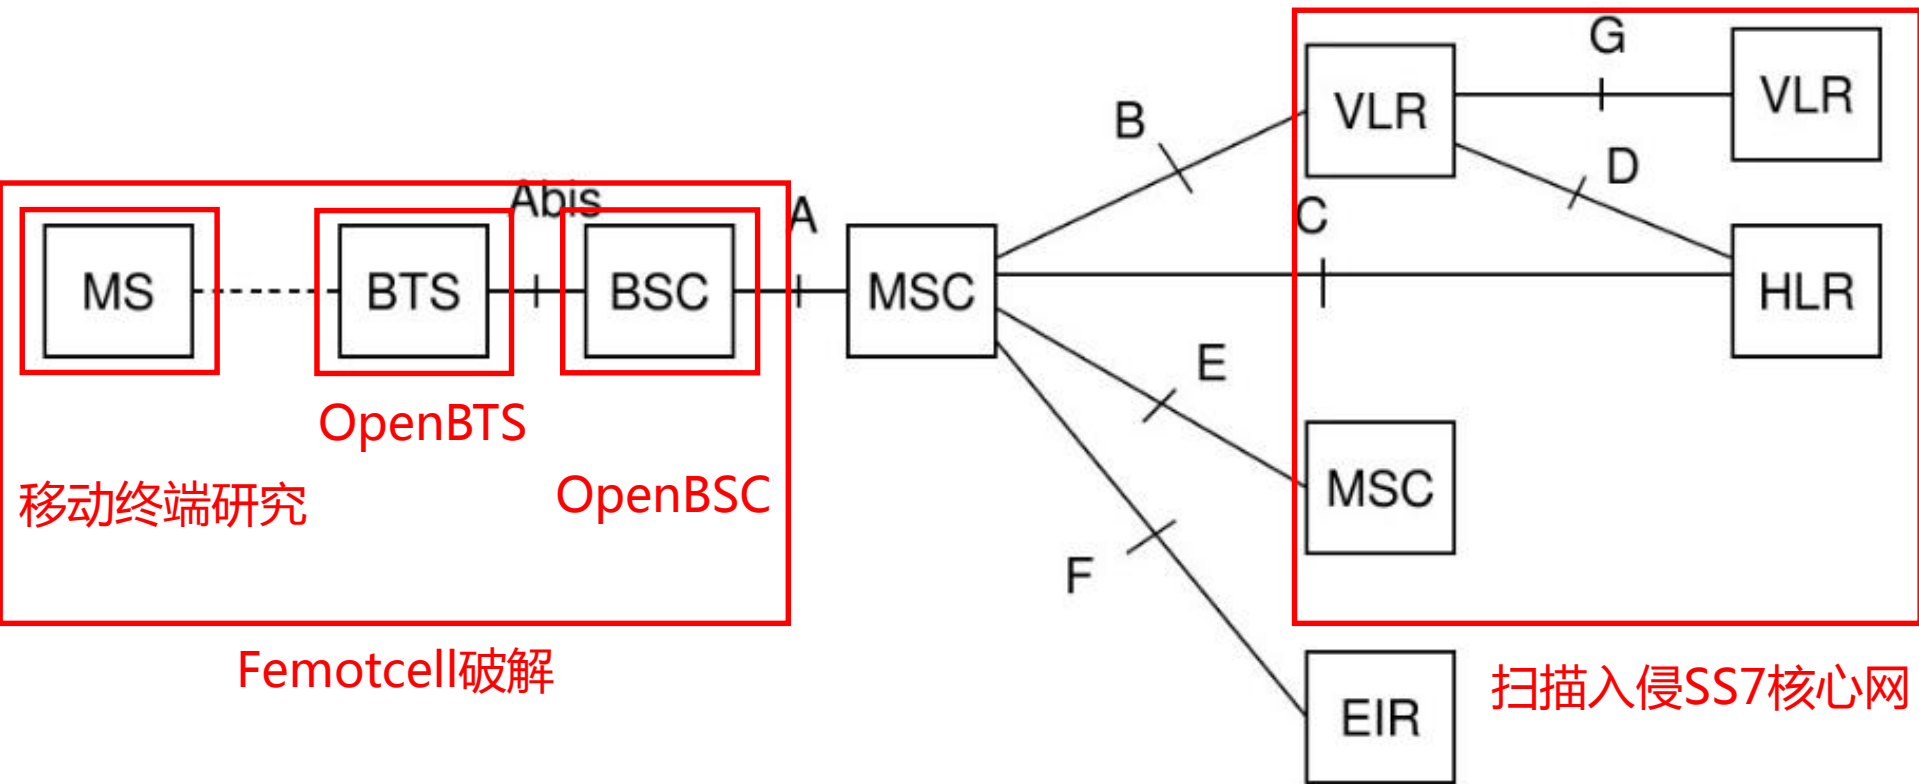 G
VLR
VLR
B
D
Abis
A
C
MS
BTS
BSC
MSC
HLR
E
OpenBTS
移动终端研究
OpenBSC
MSC
F
Femotcell破解
扫描入侵SS7核心网
EIR